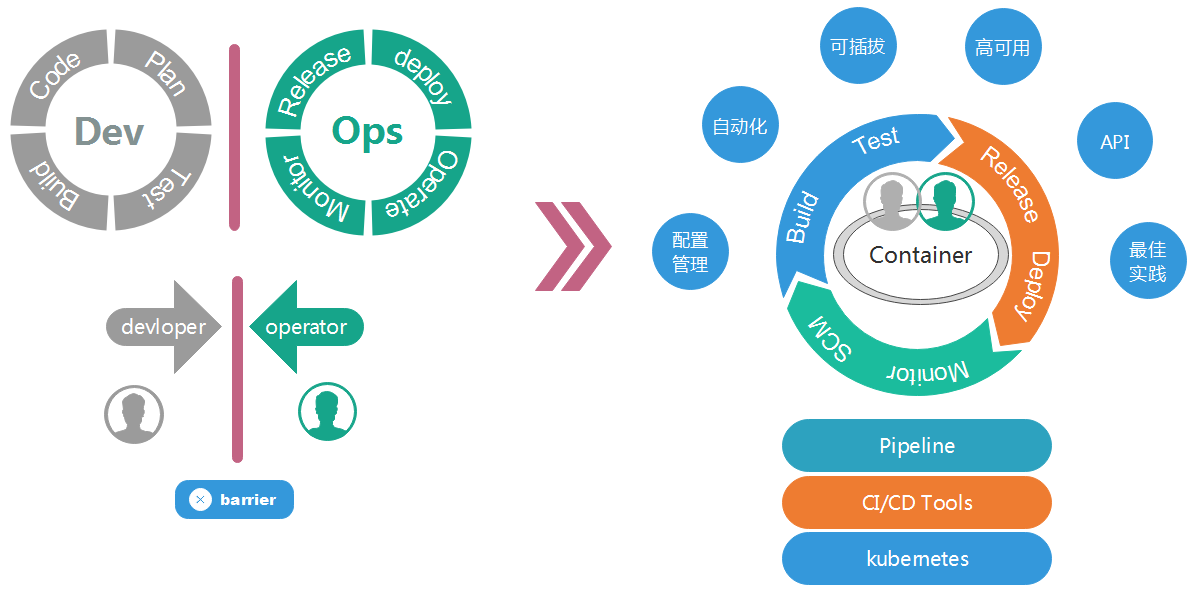 Code
Plan
Dev
Build
Test
Release
deploy
Ops
Monitor
Operate
devloper
operator
barrier
可插拔
高可用
自动化
API
配置
管理
最佳
实践
Test
Release
Build
Deploy
Container
SCM
Monitor
Pipeline
CI/CD Tools
kubernetes